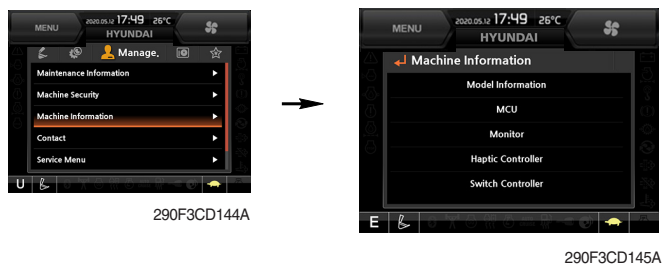 MENU
2020.05.12 17:49 26°C
HYUNDAI
Manage.
Maintenance Information
Machine Security
Machine Information
Contact
Service Menu
U
290F3CD144A
MENU
2020.05.12 17:49 26°C
HYUNDAI
Machine Information
Model Information
MCU
Monitor
Haptic Controller
Switch Controller
E
290F3CD145A